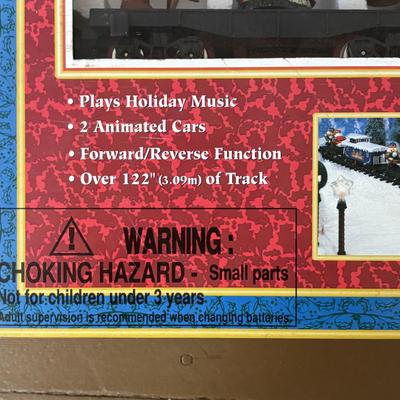 • Plays Holiday Music
• 2 Animated Cars
• Forward/Reverse Function
• Over 122" (3.09m) of Track
WARNING :
CHOKING HAZARD - Small parts
Not for children under 3 years
Adult supervision is recommended when changing batteries.